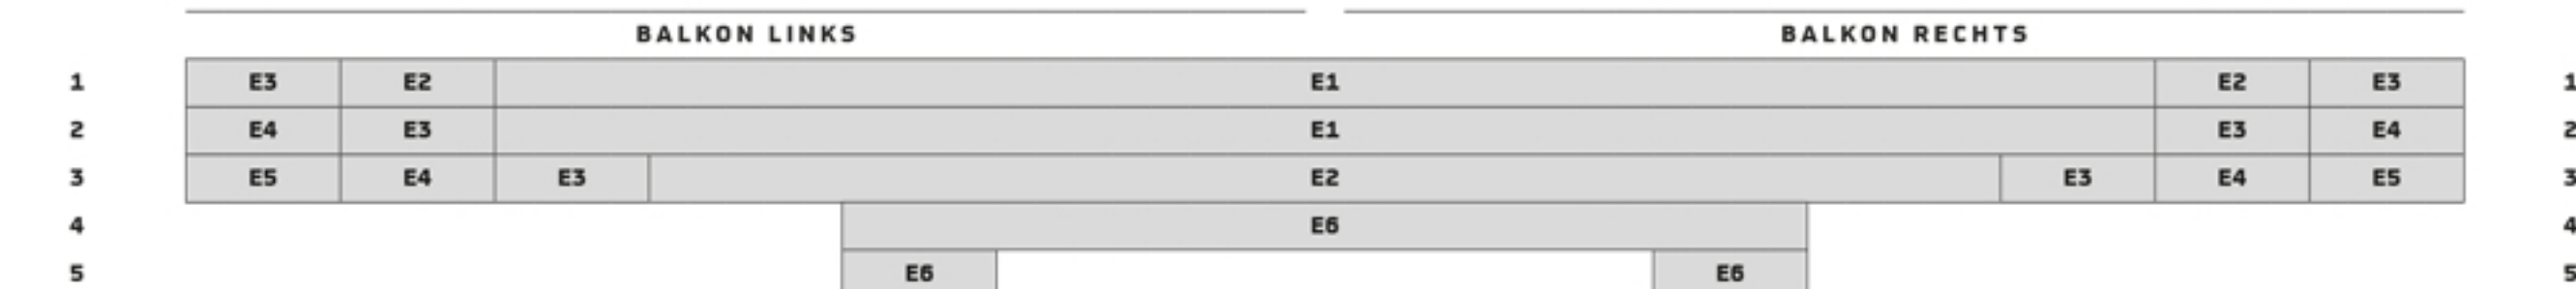 BALKON LINKS BALKON RECHTS
1 E3 E2 E1 E2 E3 1
2 E4 E3 E1 E3 E4 2
3 E5 E4 E3 E2 E3 E4 E5 3
4 E6 4
5 E6 E6 5